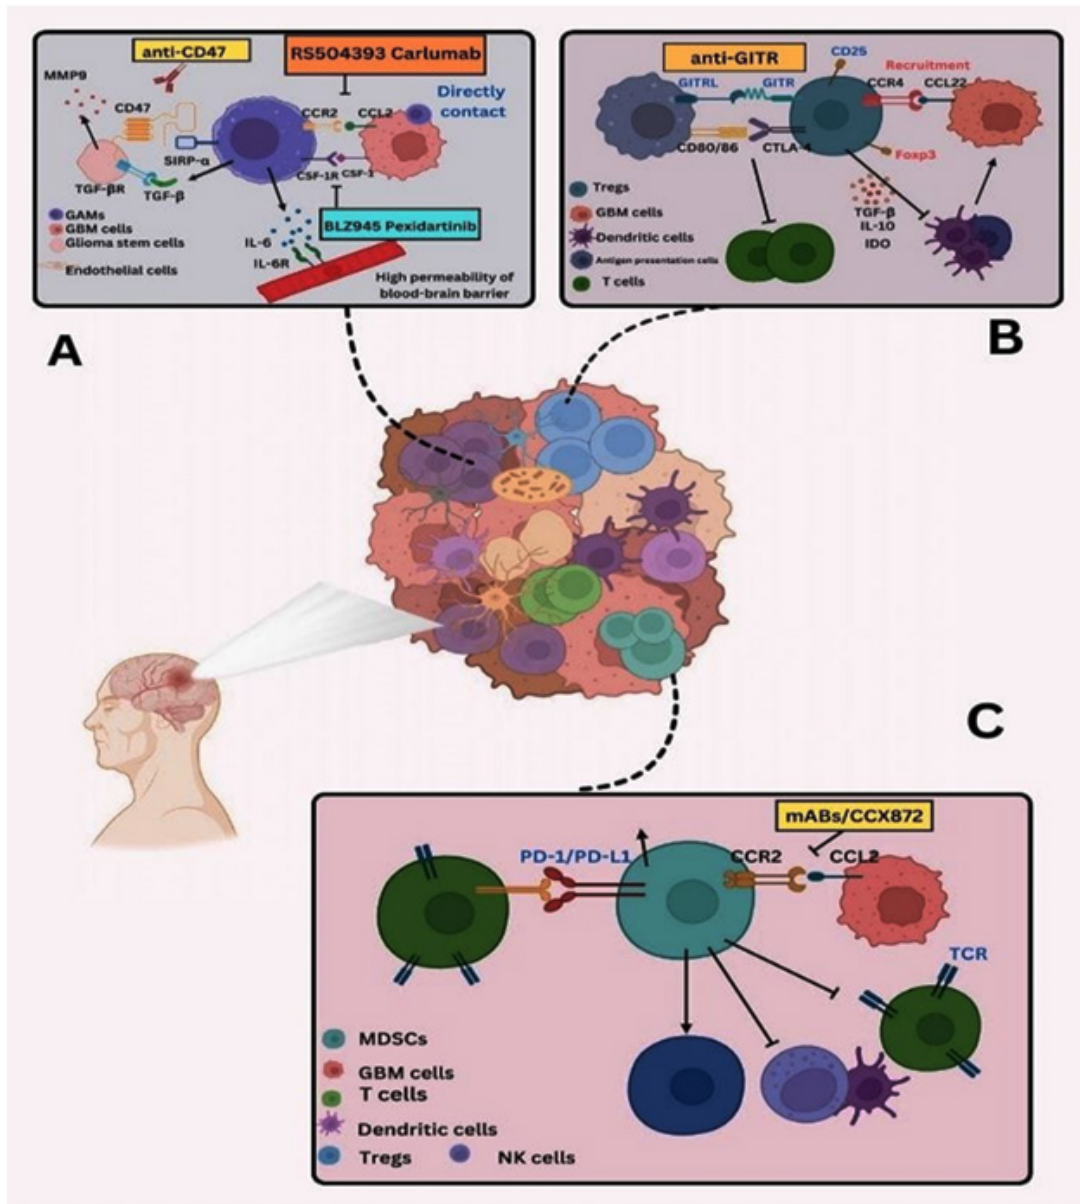 anti-CD47
RS504393 Carlumab
MMP9
CD47
Directly
contact
CCR2
CCL2
SIRP-α
TGF-βR
TGF-β
CSF-1R
CSF-1
BLZ945 Pexidartinib
IL-6
IL-6R
GAMs
GBM cells
Glioma stem cells
Endothelial cells
High permeability of
blood-brain barrier
A
anti-GITR
CD25
Recruitment
GITRL
GITR
CCR4
CCL22
CD80/86
CTLA-4
Foxp3
TGF-β
IL-10
IDO
Tregs
GBM cells
Dendritic cells
Antigen presentation cells
T cells
B
C
mABs/CCX872
PD-1/PD-L1
CCR2
CCL2
TCR
MDSCs
GBM cells
T cells
Dendritic cells
Tregs
NK cells